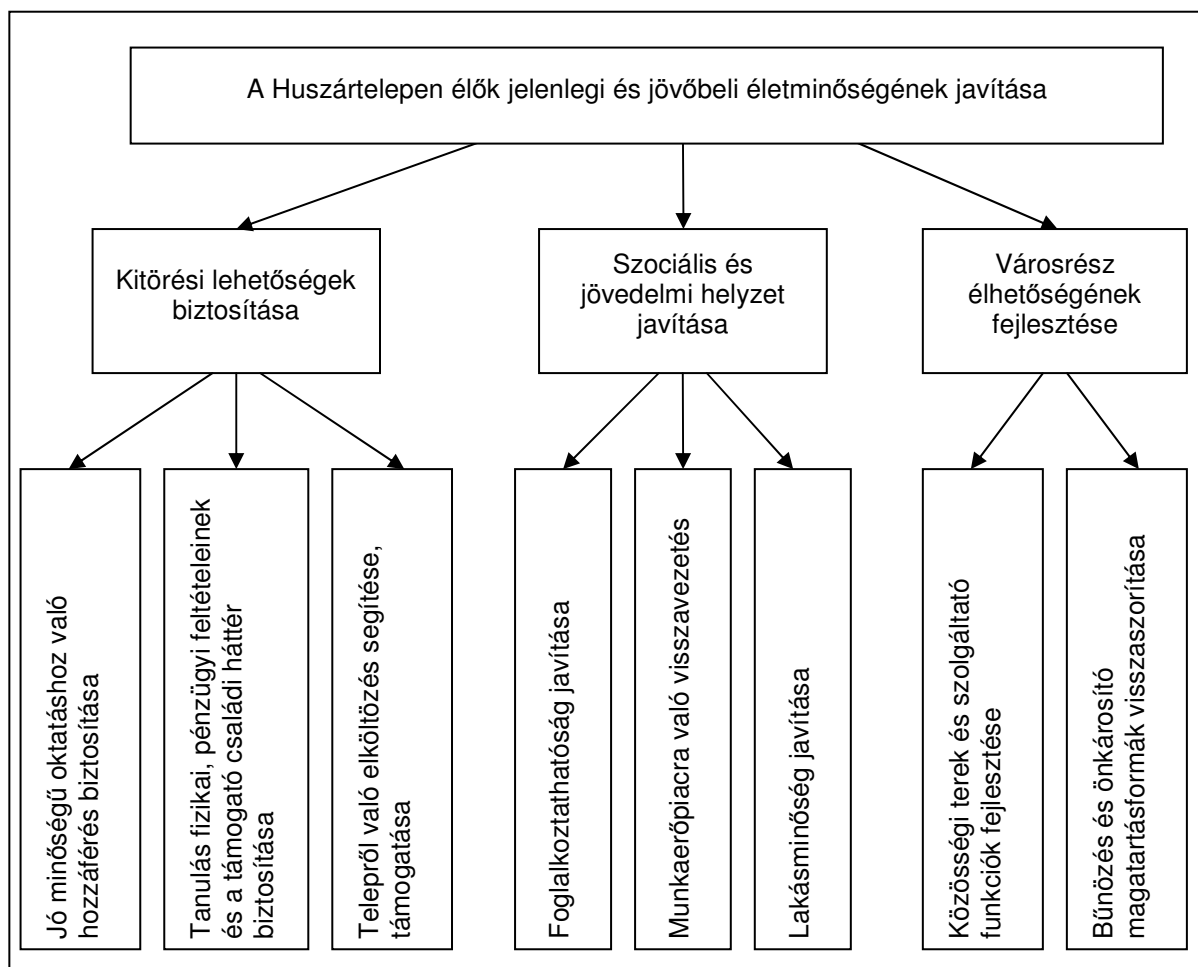 A Huszártelepen élők jelenlegi és jövőbeli életminőségének javítása
Kitörési lehetőségek
biztosítása
Szociális és
jövedelmi helyzet
javítása
Városrész
élhetőségének
fejlesztése
Jó minőségű oktatáshoz való
hozzáférés biztosítása
Tanulás fizikai, pénzügyi feltételeinek
és a támogató családi háttér
biztosítása
Telepről való elköltözés segítése,
támogatása
Foglalkoztathatóság javítása
Munkaerőpiacra való visszavezetés
Lakásminőség javítása
Közösségi terek és szolgáltató
funkciók fejlesztése
Bűnözés és önkárosító
magatartásformák visszaszorítása